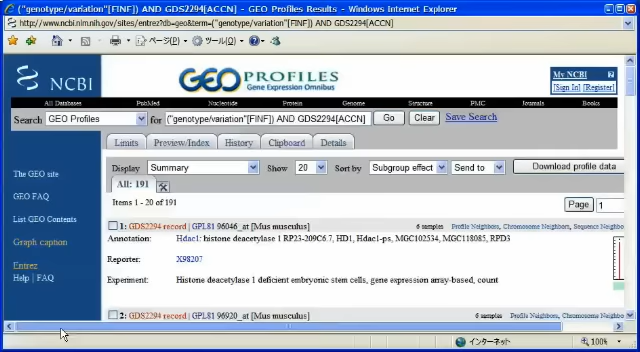 ("genotype/variation"[FINF]) AND GDS2294[ACCN] - GEO Profiles Results - Windows Internet Explorer
http://www.ncbi.nlm.nih.gov/sites/entrez?db=geo&term=("genotype/variation"[FINF]) AND GDS2294[ACCN]
ページ(P) ツール(O)
NCBI
GEO PROFILES
Gene Expression Omnibus
My NCBI
[Sign In] [Register]
All Databases PubMed Nucleotide Protein Genome Structure PMC Journals Books
Search GEO Profiles for ("genotype/variation"[FINF]) AND GDS2294[ACCN] Go Clear Save Search
Limits Preview/Index History Clipboard Details
Display Summary Show 20 Sort by Subgroup effect Send to Download profile data
All: 191
Items 1 - 20 of 191
Page 1
The GEO site
GEO FAQ
List GEO Contents
Graph caption
Entrez
Help | FAQ
1: GDS2294 record | GPL81 96046_at [Mus musculus] 6 samples Profile Neighbors, Chromosome Neighbors, Sequence Neighbors
Annotation: Hdac1: histone deacetylase 1 RP23-209C6.7, HD1, Hdac1-ps, MGC102534, MGC118085, RPD3
Reporter: X98207
Experiment: Histone deacetylase 1 deficient embryonic stem cells, gene expression array-based, count
2: GDS2294 record | GPL81 96920_at [Mus musculus] 6 samples Profile Neighbors, Chromosome Neighbors
インターネット 100%